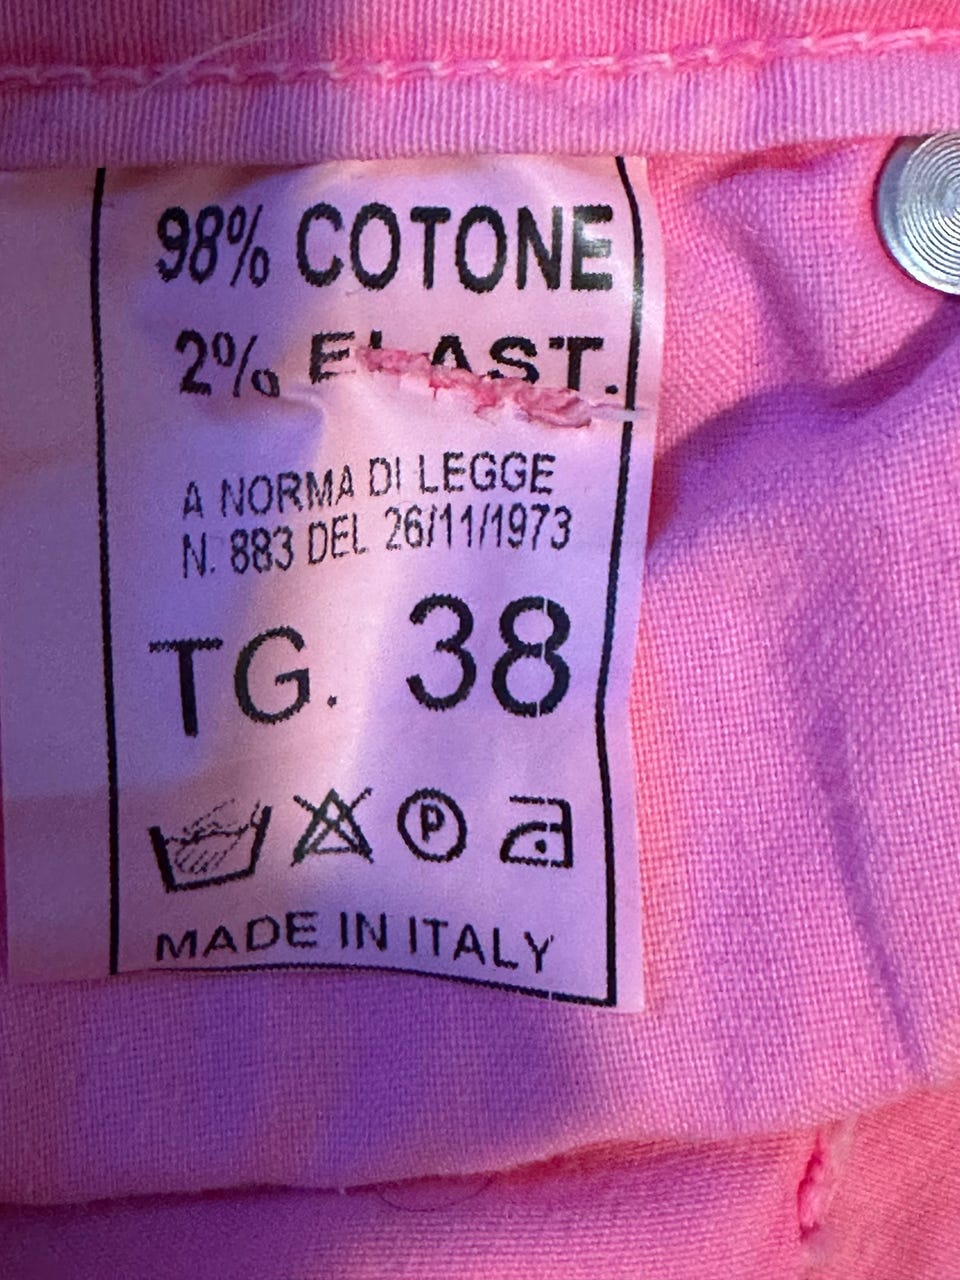 98% COTONE
2% ELAST.
A NORMA DI LEGGE
N. 883 DEL 26/11/1973
TG. 38
P
MADE IN ITALY